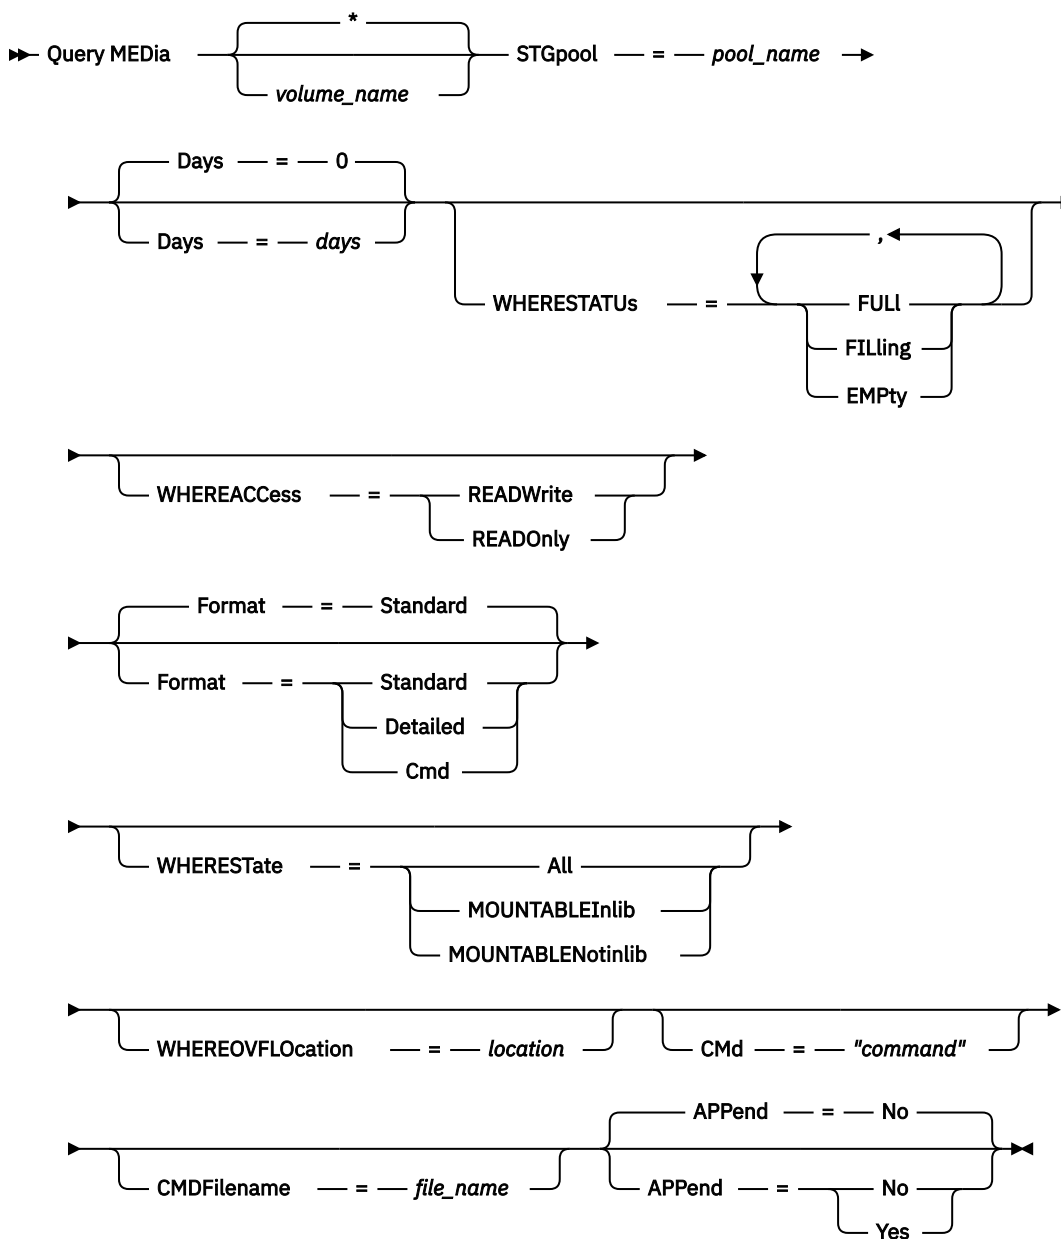 *
Query MEDia STGpool = pool_name
volume_name
Days = 0
Days = days
,
WHERESTATUs = FULl
FILling
EMPty
WHEREACCess = READWrite
READOnly
Format = Standard
Format = Standard
Detailed
Cmd
WHERESTate = All
MOUNTABLEInlib
MOUNTABLENotinlib
WHEREOVFLOcation = location CMd = "command"
APPend = No
CMDFilename = file_name APPend = No
Yes